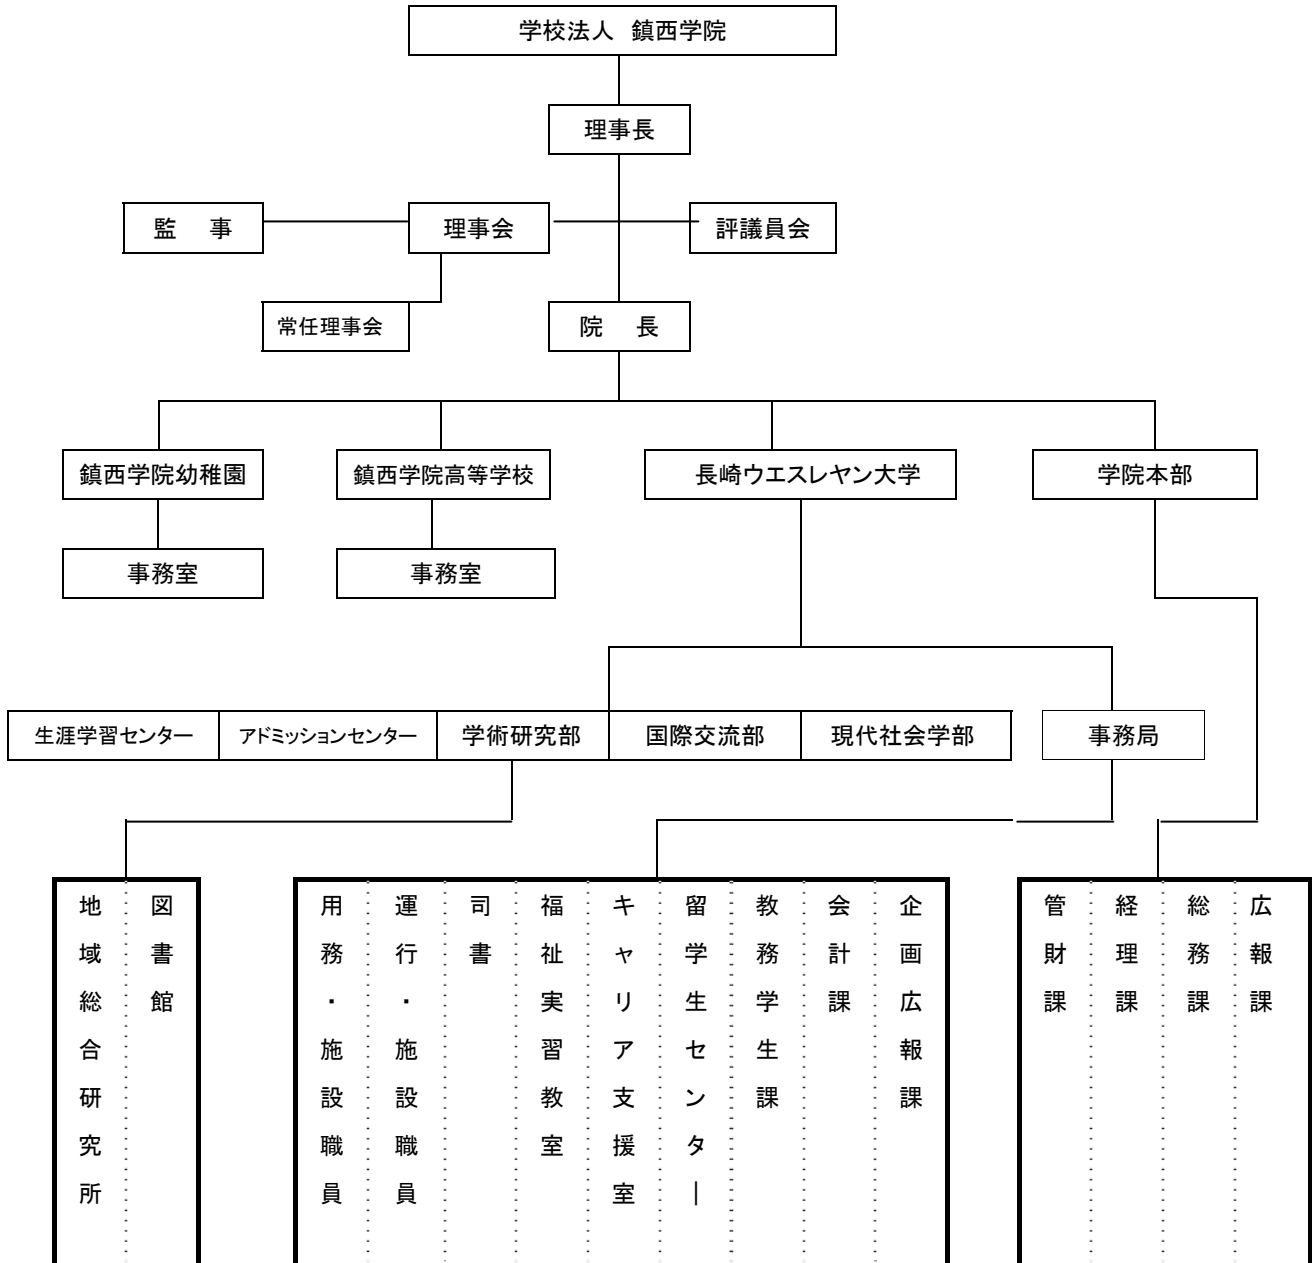 学校法人　鎮西学院
理事長
監　事
理事会
評議員会
常任理事会
院　長
鎮西学院幼稚園
鎮西学院高等学校
長崎ウエスレヤン大学
学院本部
事務室
事務室
生涯学習センター
アドミッションセンター
学術研究部
国際交流部
現代社会学部
事務局
地域総合研究所
図書館
用務・施設職員
運行・施設職員
司書
福祉実習教室
キャリア支援室
留学生センター
教務学生課
会計課
企画広報課
管財課
経理課
総務課
広報課